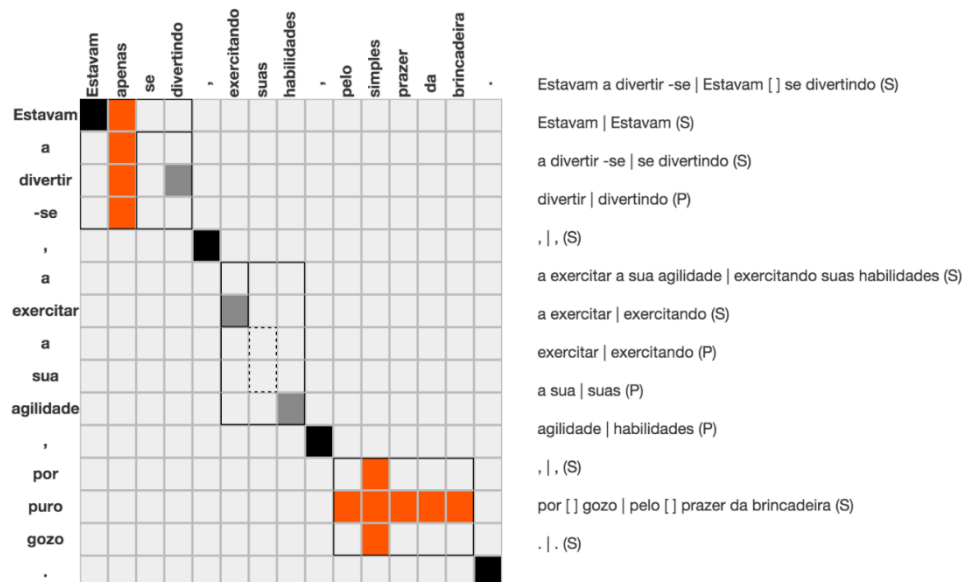 Estavam
apenas
se
divertindo
,
exercitando
suas
habilidades
,
pelo
simples
prazer
da
brincadeira
.
Estavam
a
divertir
-se
,
a
exercitar
a
sua
agilidade
,
por
puro
gozo
.
Estavam a divertir -se | Estavam [ ] se divertindo (S)
Estavam | Estavam (S)
a divertir -se | se divertindo (S)
divertir | divertindo (P)
, | , (S)
a exercitar a sua agilidade | exercitando suas habilidades (S)
a exercitar | exercitando (S)
exercitar | exercitando (P)
a sua | suas (P)
agilidade | habilidades (P)
, | , (S)
por [ ] gozo | pelo [ ] prazer da brincadeira (S)
. | . (S)